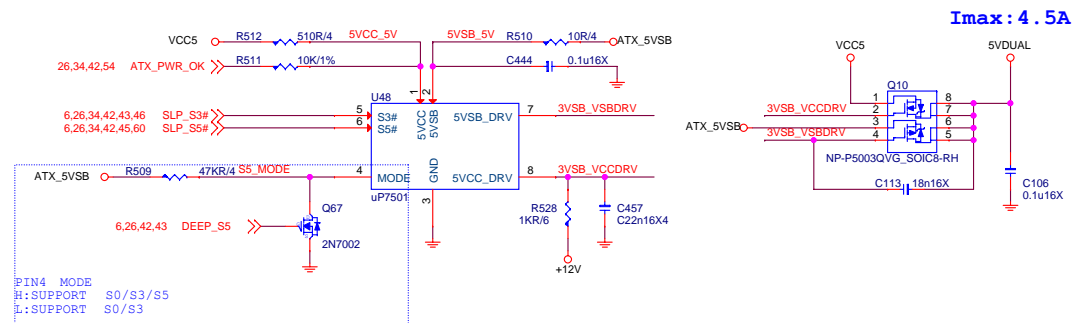 Imax:4.5A
VCC5 R512 510R/4 5VCC_5V 5VSB_5V R510 10R/4 ATX_5VSB
26,34,42,54 ATX_PWR_OK R511 10K/1% C444 0.1u16X
VCC5 5VDUAL
1 2 U48
Q10
6,26,34,42,43,46 SLP_S3# 5 S3# 5VCC 5VSB 5VSB_DRV 7 3VSB_VSBDRV
6,26,34,42,45,60 SLP_S5# 6 S5#
3VSB_VCCDRV 1 8
2 7
ATX_5VSB 3 6
3VSB_VSBDRV 4 5
NP-P5003QVG_SOIC8-RH
ATX_5VSB R509 47KR/4 S5_MODE 4 MODE GND 5VCC_DRV 8 3VSB_VCCDRV
uP7501
3
C113 18n16X
C106
0.1u16X
Q67
6,26,42,43 DEEP_S5
2N7002
R528
1KR/6
C457
C22n16X4
+12V
PIN4 MODE
H:SUPPORT S0/S3/S5
L:SUPPORT S0/S3